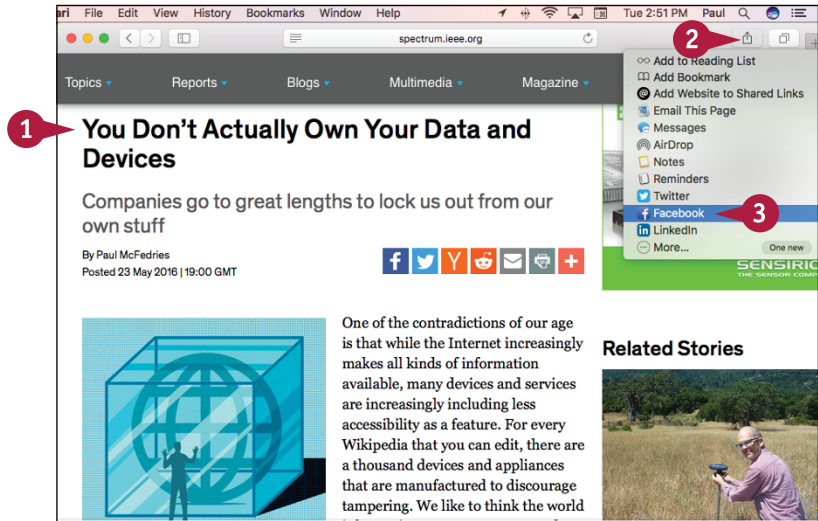 ari File Edit View History Bookmarks Window Help Tue 2:51 PM Paul
spectrum.ieee.org
2
Topics Reports Blogs Multimedia Magazine
Add to Reading List
Add Bookmark
Add Website to Shared Links
Email This Page
Messages
AirDrop
Notes
Reminders
Twitter
Facebook
3
LinkedIn
More... One new
1
You Don't Actually Own Your Data and
Devices
Companies go to great lengths to lock us out from our
own stuff
By Paul McFedries
Posted 23 May 2016 | 19:00 GMT
SENSIRIO
THE SENSOR COMP
One of the contradictions of our age
is that while the Internet increasingly
makes all kinds of information
available, many devices and services
are increasingly including less
accessibility as a feature. For every
Wikipedia that you can edit, there are
a thousand devices and appliances
that are manufactured to discourage
tampering. We like to think the world
Related Stories